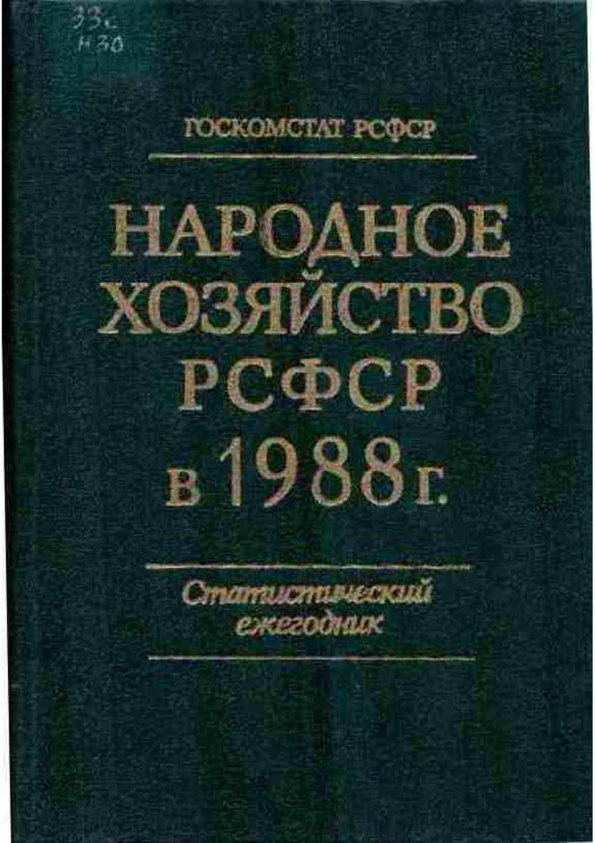 33с
Н30
ГОСКОМСТАТ РСФСР
НАРОДНОЕ
ХОЗЯЙСТВО
РСФСР
в 1988 г.
Статистический
ежегодник